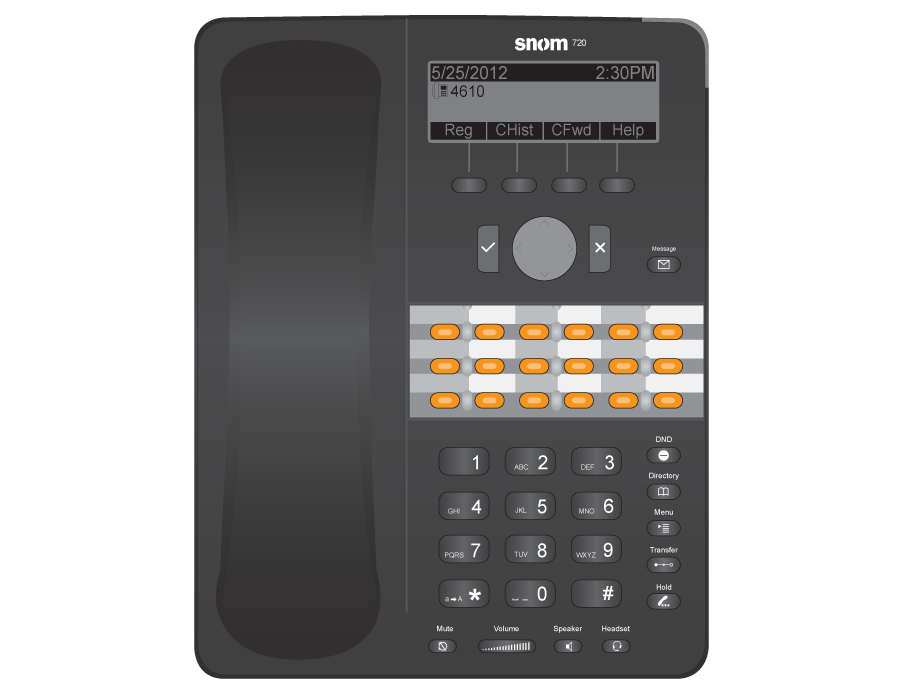 snom 720
5/25/2012 2:30PM
4610
Reg CHist CFwd Help
Message
1 ABC 2 DEF 3
GHI 4 JKL 5 MNO 6
PQRS 7 TUV 8 WXYZ 9
a➡A * _ _ 0 #
DND
Directory
Menu
Transfer
Hold
Mute Volume Speaker Headset